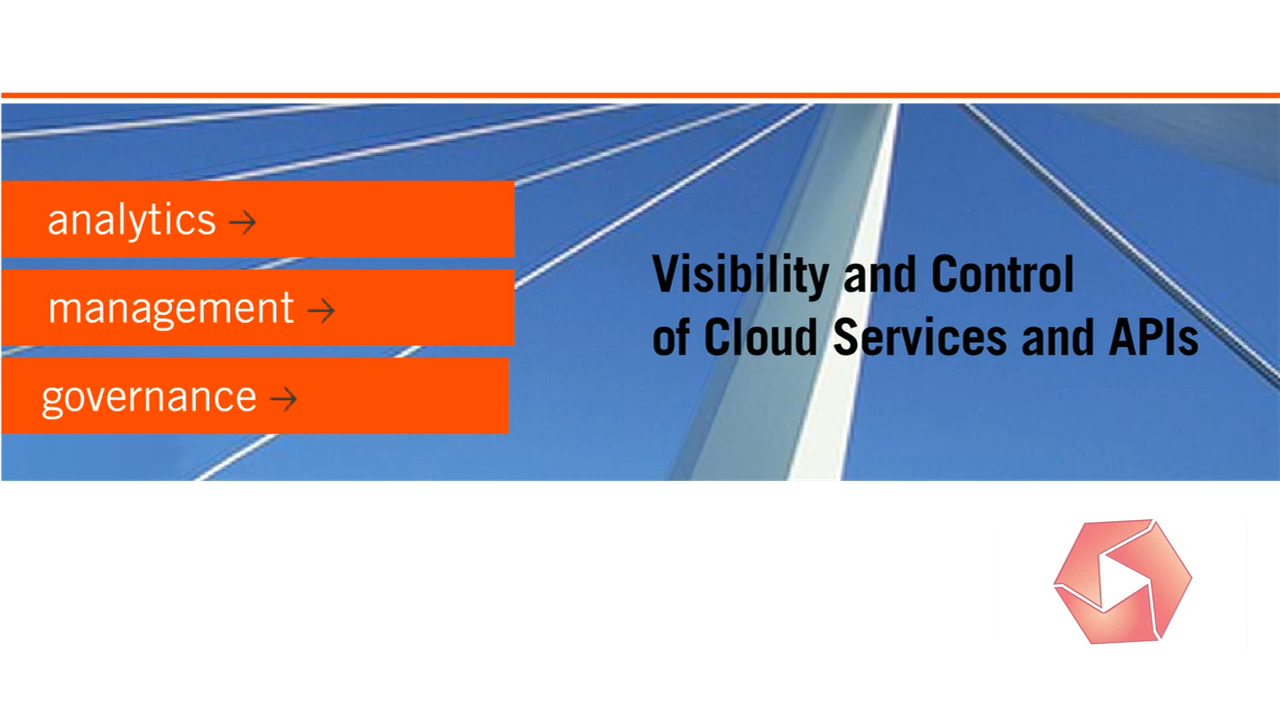 analytics →
management →
governance →
Visibility and Control
of Cloud Services and APIs